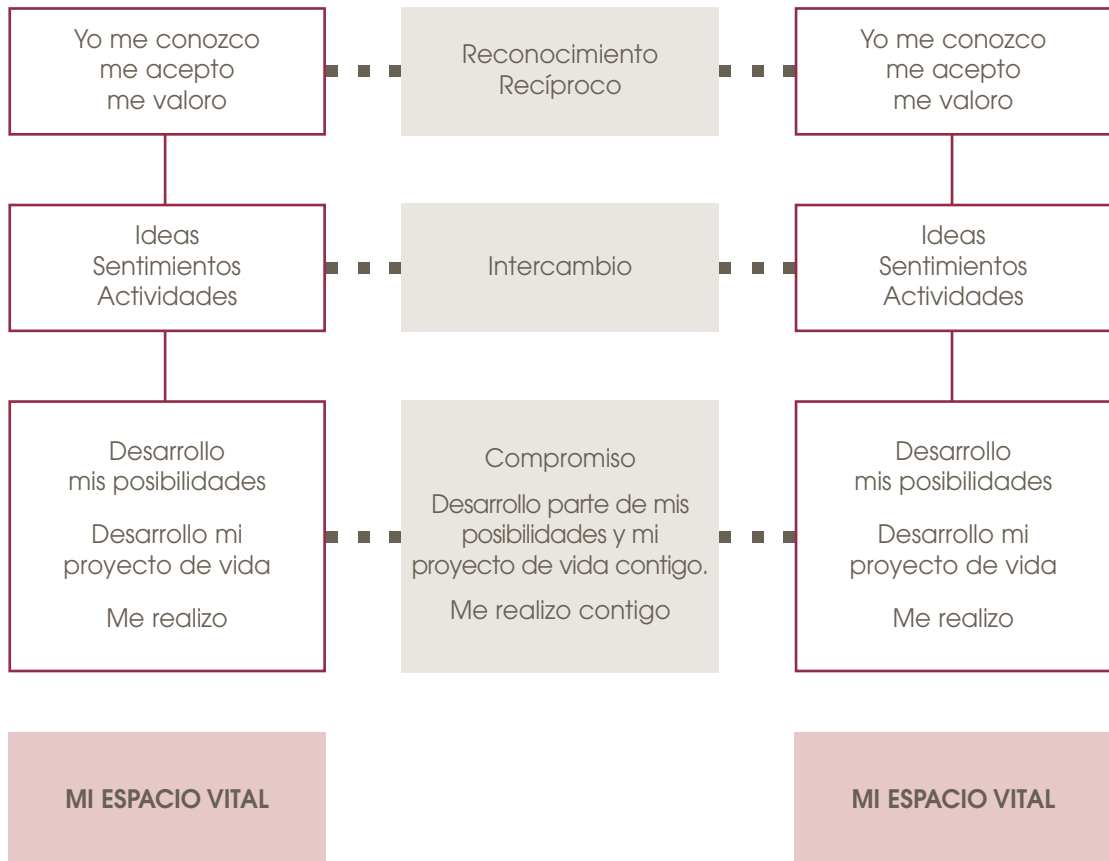 Yo me conozco
me acepto
me valoro
Reconocimiento
Recíproco
Yo me conozco
me acepto
me valoro
Ideas
Sentimientos
Actividades
Intercambio
Ideas
Sentimientos
Actividades
Desarrollo
mis posibilidades
Desarrollo mi
proyecto de vida
Me realizo
Compromiso
Desarrollo parte de mis
posibilidades y mi
proyecto de vida contigo.
Me realizo contigo
Desarrollo
mis posibilidades
Desarrollo mi
proyecto de vida
Me realizo
MI ESPACIO VITAL
MI ESPACIO VITAL